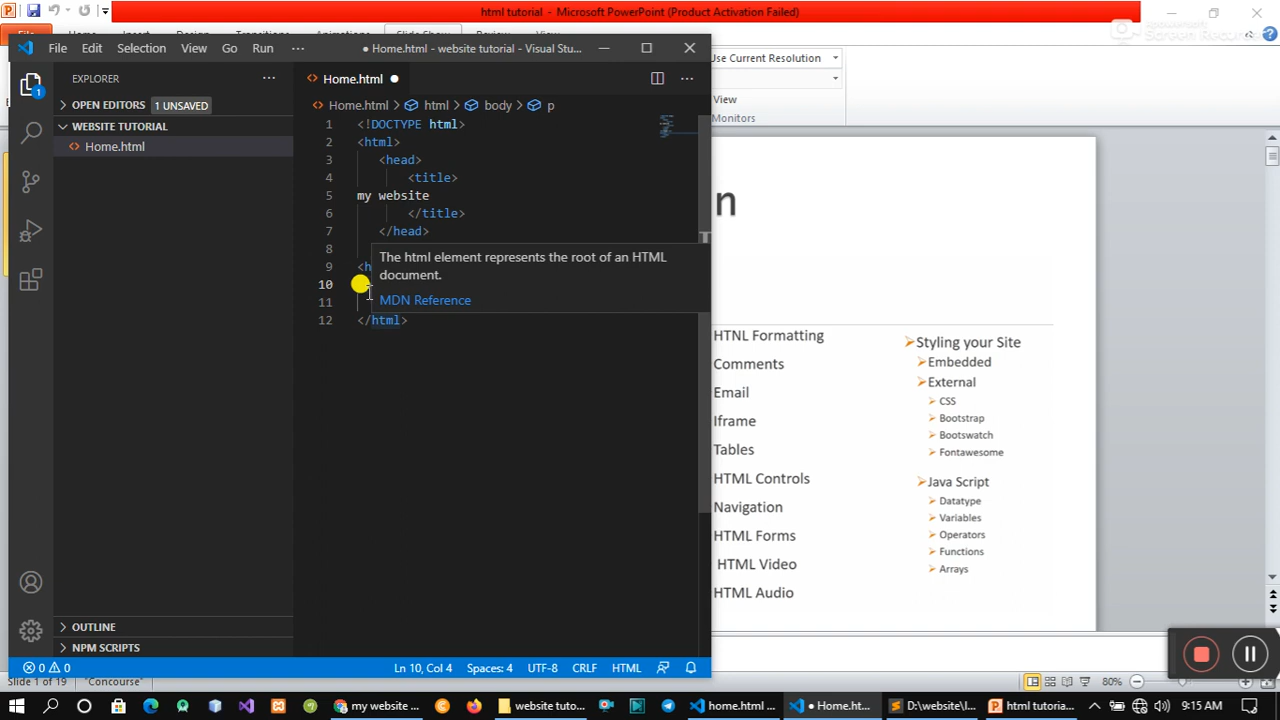 html tutorial - Microsoft PowerPoint (Product Activation Failed)
File Edit Selection View Go Run ··· ● Home.html - website tutorial - Visual Stu...
Use Current Resolution
View
Monitors
EXPLORER ···
OPEN EDITORS 1 UNSAVED
WEBSITE TUTORIAL
Home.html
1
Home.html ●
Home.html > html > body > p
1 <!DOCTYPE html>
2 <html>
3 <head>
4 <title>
5 my website
6 </title>
7 </head>
8
9 <h
10
11
12 </html>
The html element represents the root of an HTML
document.
MDN Reference
n
HTNL Formatting
Comments
Email
Iframe
Tables
HTML Controls
Navigation
HTML Forms
HTML Video
HTML Audio
Styling your Site
Embedded
External
CSS
Bootstrap
Bootswatch
Fontawesome
Java Script
Datatype
Variables
Operators
Functions
Arrays
OUTLINE
NPM SCRIPTS
0 0 Ln 10, Col 4 Spaces: 4 UTF-8 CRLF HTML
Slide 1 of 19 "Concourse" 80%
my website ... website tuto... home.html ... ● Home.ht... D:\website\I... html tutoria... 9:15 AM